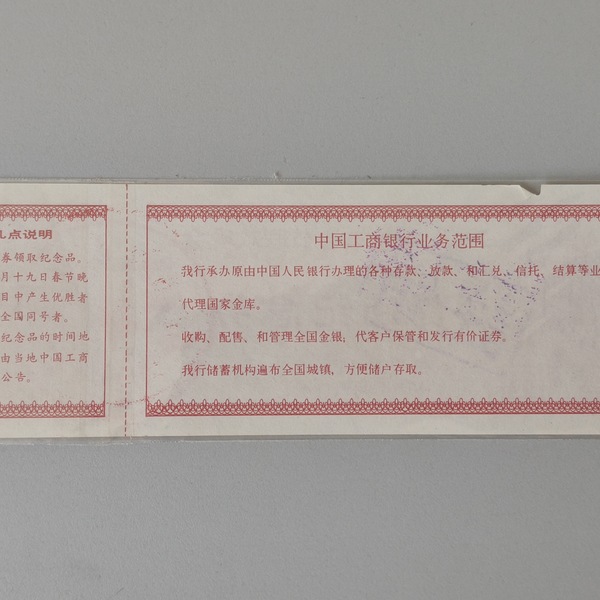 点说明
券领取纪念品。
月十九日春节晚
目中产生优胜者
全国同号者。
纪念品的时间地
由当地中国工商
公告。
中国工商银行业务范围
我行承办原由中国人民银行办理的各种存款、放款、和汇兑、信托、结算等业
代理国家金库。
收购、配售、和管理全国金银; 代客户保管和发行有价证券。
我行储蓄机构遍布全国城镇, 方便储户存取。